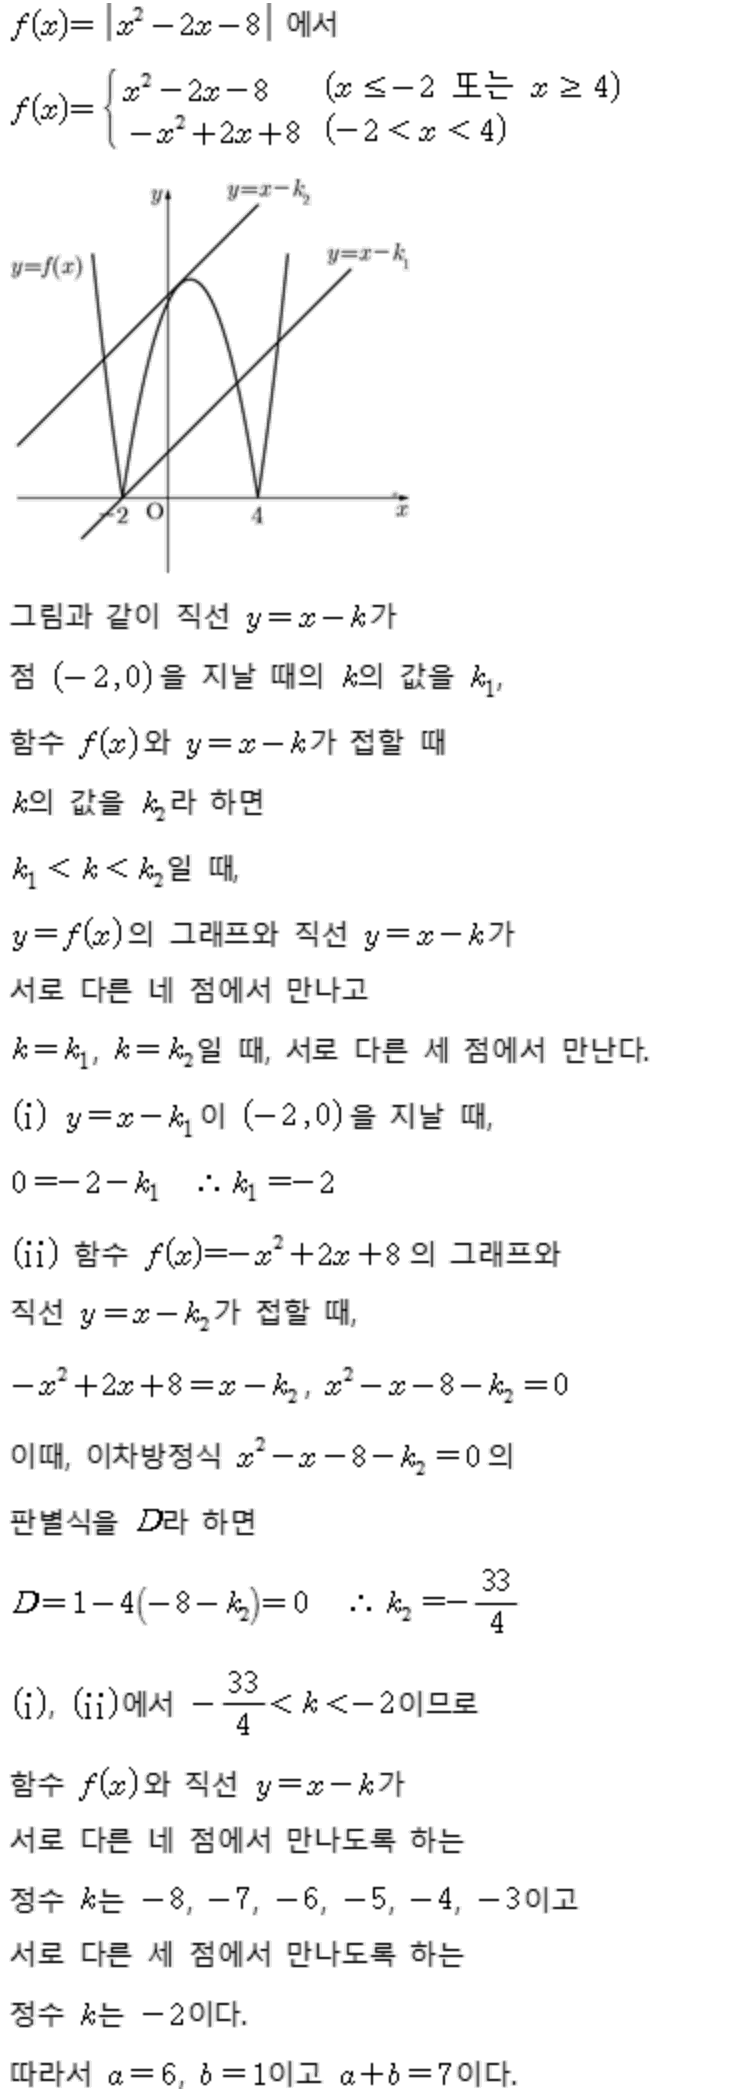 f(x)= |x² − 2x − 8| 에서
f(x)= { x² − 2x − 8 (x ≤ −2 또는 x ≥ 4)
−x² + 2x + 8 (−2 < x < 4)
y
y=x−k₂
y=f(x)
y=x−k₁
−2 O 4 x
그림과 같이 직선 y = x − k가
점 (−2,0)을 지날 때의 k의 값을 k₁,
함수 f(x)와 y = x − k가 접할 때
k의 값을 k₂라 하면
k₁ < k < k₂일 때,
y = f(x)의 그래프와 직선 y = x − k가
서로 다른 네 점에서 만나고
k = k₁, k = k₂일 때, 서로 다른 세 점에서 만난다.
(i) y = x − k₁이 (−2,0)을 지날 때,
0 = −2 − k₁ ∴ k₁ = −2
(ii) 함수 f(x)=−x² + 2x + 8의 그래프와
직선 y = x − k₂가 접할 때,
−x² + 2x + 8 = x − k₂, x² − x − 8 − k₂ = 0
이때, 이차방정식 x² − x − 8 − k₂ = 0의
판별식을 D라 하면
D = 1 − 4(−8 − k₂) = 0 ∴ k₂ = −33/4
(i), (ii)에서 −33/4 < k < −2이므로
함수 f(x)와 직선 y = x − k가
서로 다른 네 점에서 만나도록 하는
정수 k는 −8, −7, −6, −5, −4, −3이고
서로 다른 세 점에서 만나도록 하는
정수 k는 −2이다.
따라서 a = 6, b = 1이고 a + b = 7이다.